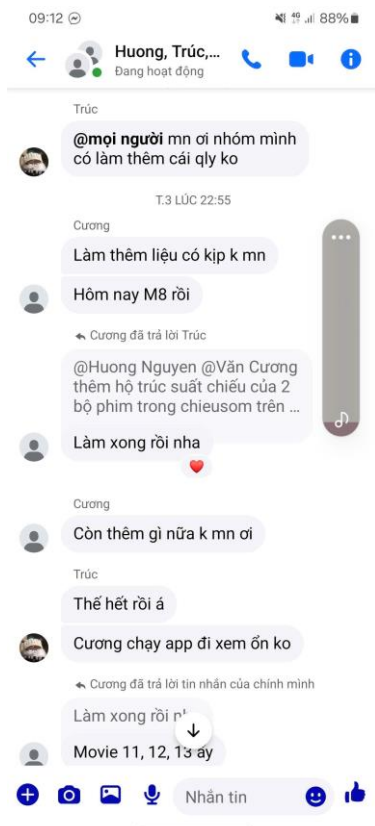 09:12
4G
88%
Huong, Trúc,...
Đang hoạt động
Trúc
@mọi người mn ơi nhóm mình
có làm thêm cái qly ko
T.3 LÚC 22:55
Cương
Làm thêm liệu có kịp k mn
Hôm nay M8 rồi
Cương đã trả lời Trúc
@Huong Nguyen @Văn Cương
thêm hộ trúc suất chiếu của 2
bộ phim trong chieusom trên ...
Làm xong rồi nha
Cương
Còn thêm gì nữa k mn ơi
Trúc
Thế hết rồi á
Cương chạy app đi xem ổn ko
Cương đã trả lời tin nhắn của chính mình
Làm xong rồi
Movie 11, 12, 13 ấy
Nhắn tin